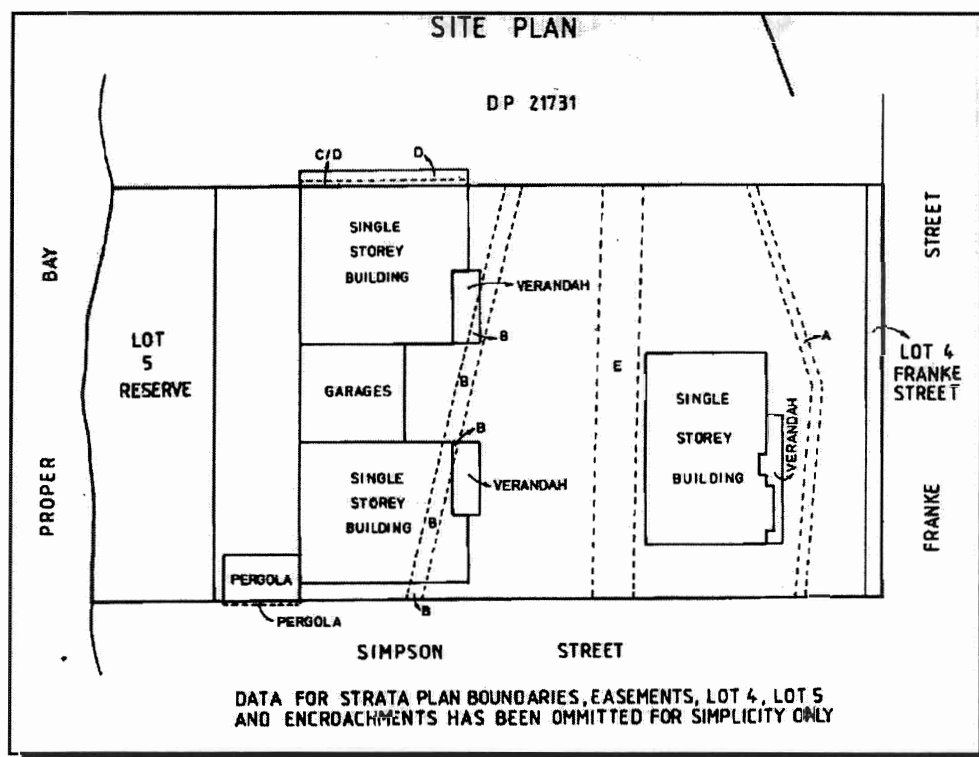 SITE PLAN
DP 21731
C/D
D
SINGLE
STOREY
BUILDING
VERANDAH
B
BAY
STREET
LOT
5
RESERVE
A
LOT 4
FRANKE
STREET
E
GARAGES
B
SINGLE
STOREY
BUILDING
VERANDAH
B
SINGLE
STOREY
BUILDING
VERANDAH
B
PROPER
FRANKE
PERGOLA
B
PERGOLA
SIMPSON STREET
DATA FOR STRATA PLAN BOUNDARIES, EASEMENTS, LOT 4, LOT 5
AND ENCROACHMENTS HAS BEEN OMMITTED FOR SIMPLICITY ONLY